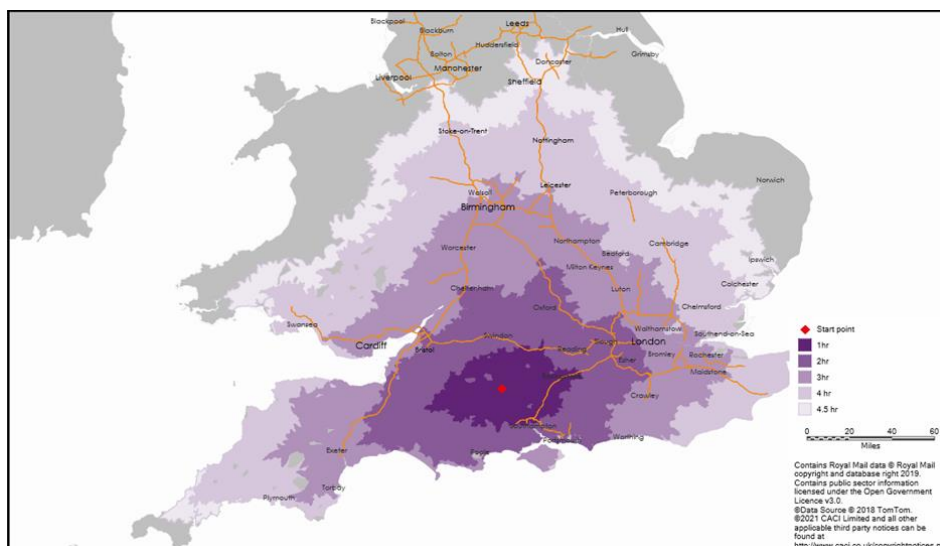 Blackpool
Blackburn
Leeds
Hull
Bolton
Huddersfield
Grimsby
Doncaster
Manchester
Liverpool
Sheffield
Stoke-on-Trent
Nottingham
Norwich
Walsall
Leicester
Peterborough
Birmingham
Worcester
Northampton
Cambridge
Bedford
Ipswich
Milton Keynes
Cheltenham
Luton
Colchester
Oxford
Chelmsford
Swansea
Cardiff
Bristol
Swindon
Reading
Slough
London
Walthamstow
Southend-on-Sea
Esher
Bromley
Rochester
Maidstone
Crawley
Southampton
Worthing
Poole
Exeter
Torbay
Plymouth
Start point
1hr
2hr
3hr
4 hr
4.5 hr
0 20 40 60
Miles
Contains Royal Mail data © Royal Mail
copyright and database right 2019.
Contains public sector information
licensed under the Open Government
Licence v3.0.
©Data Source © 2018 TomTom.
©2021 CACI Limited and all other
applicable third party notices can be
found at